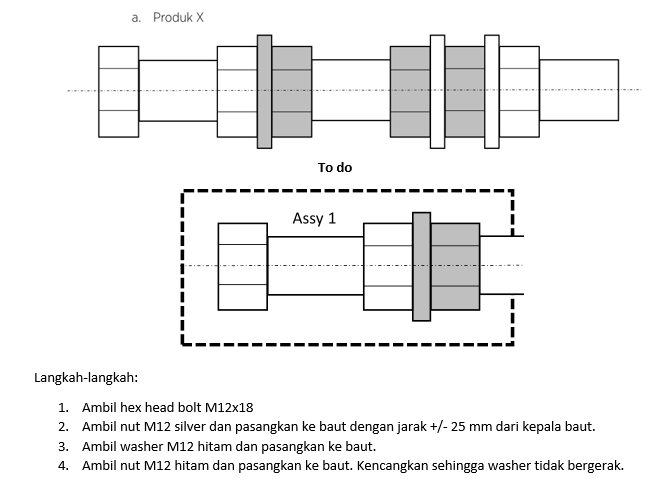 a. Produk X
To do
Assy 1
Langkah-langkah:
1. Ambil hex head bolt M12x18
2. Ambil nut M12 silver dan pasangkan ke baut dengan jarak +/- 25 mm dari kepala baut.
3. Ambil washer M12 hitam dan pasangkan ke baut.
4. Ambil nut M12 hitam dan pasangkan ke baut. Kencangkan sehingga washer tidak bergerak.